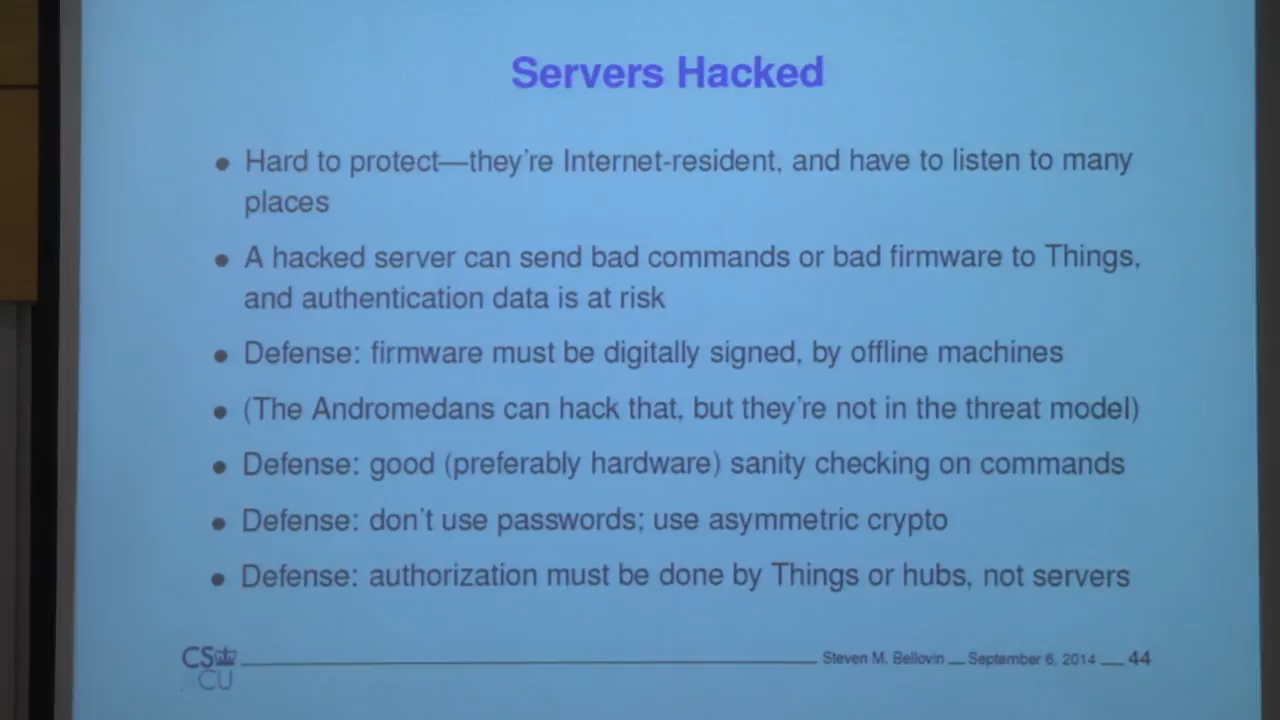 Servers Hacked
• Hard to protect—they're Internet-resident, and have to listen to many
places
• A hacked server can send bad commands or bad firmware to Things,
and authentication data is at risk
• Defense: firmware must be digitally signed, by offline machines
• (The Andromedans can hack that, but they're not in the threat model)
• Defense: good (preferably hardware) sanity checking on commands
• Defense: don't use passwords; use asymmetric crypto
• Defense: authorization must be done by Things or hubs, not servers
CS
CU
Steven M. Bellovin — September 6, 2014 — 44